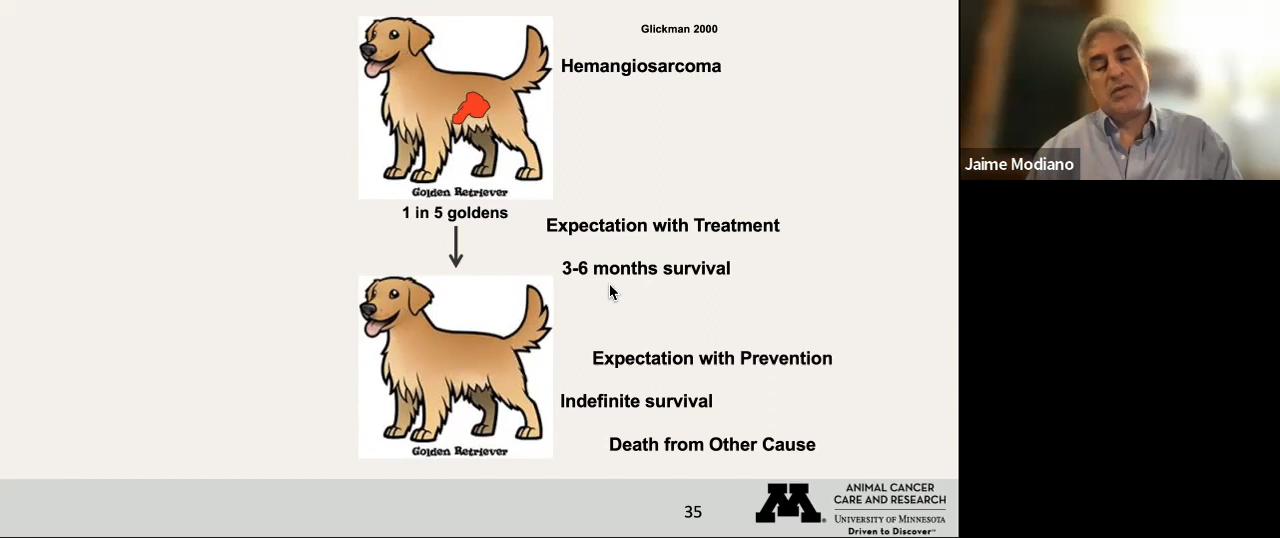 Glickman 2000
Hemangiosarcoma
Golden Retriever
1 in 5 goldens
Expectation with Treatment
3-6 months survival
Expectation with Prevention
Indefinite survival
Death from Other Cause
Golden Retriever
35
M
ANIMAL CANCER
CARE AND RESEARCH
UNIVERSITY OF MINNESOTA
Driven to Discover℠
Jaime Modiano